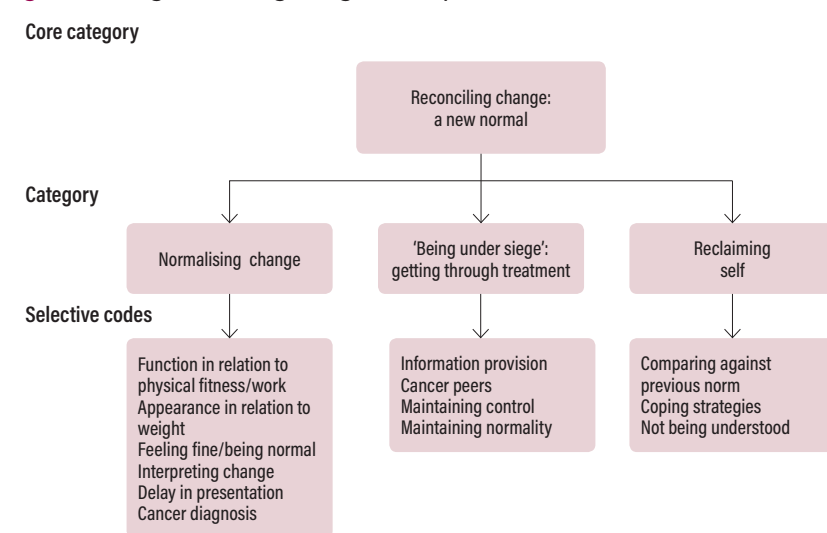 Core category
Reconciling change:
a new normal
Category
Normalising change
'Being under siege':
getting through treatment
Reclaiming
self
Selective codes
Function in relation to
physical fitness/work
Appearance in relation to
weight
Feeling fine/being normal
Interpreting change
Delay in presentation
Cancer diagnosis
Information provision
Cancer peers
Maintaining control
Maintaining normality
Comparing against
previous norm
Coping strategies
Not being understood